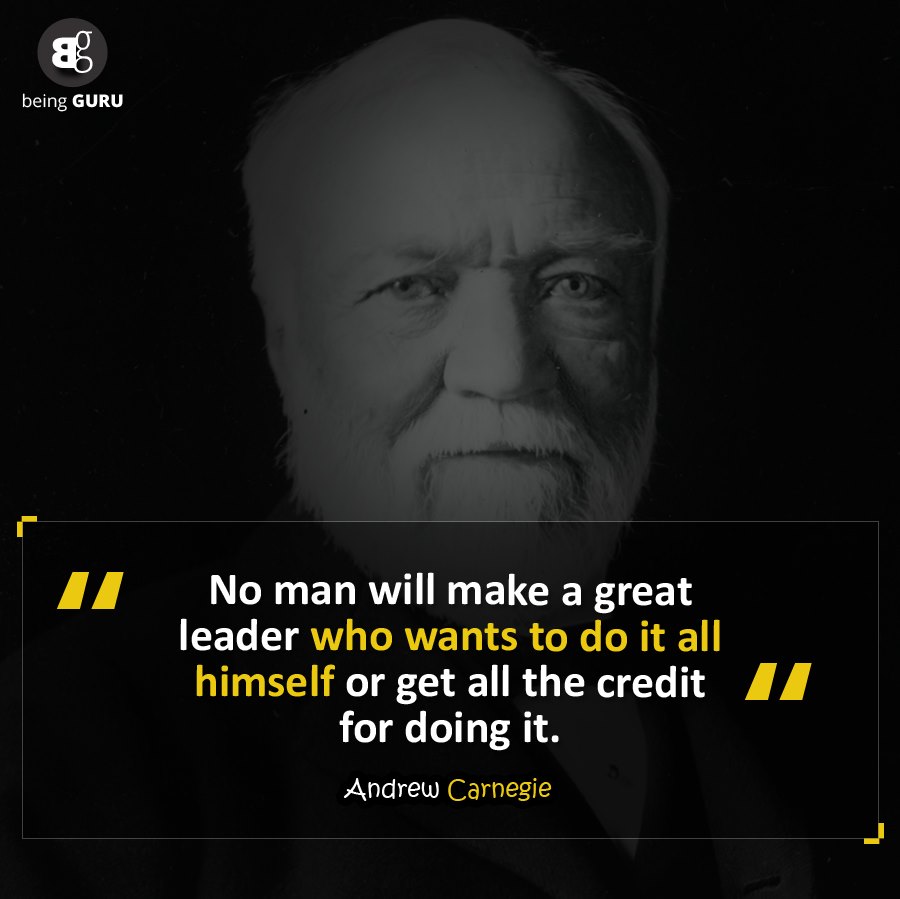 Bg
g
being GURU
“
No man will make a great
leader who wants to do it all
himself or get all the credit
for doing it.
”
Andrew Carnegie